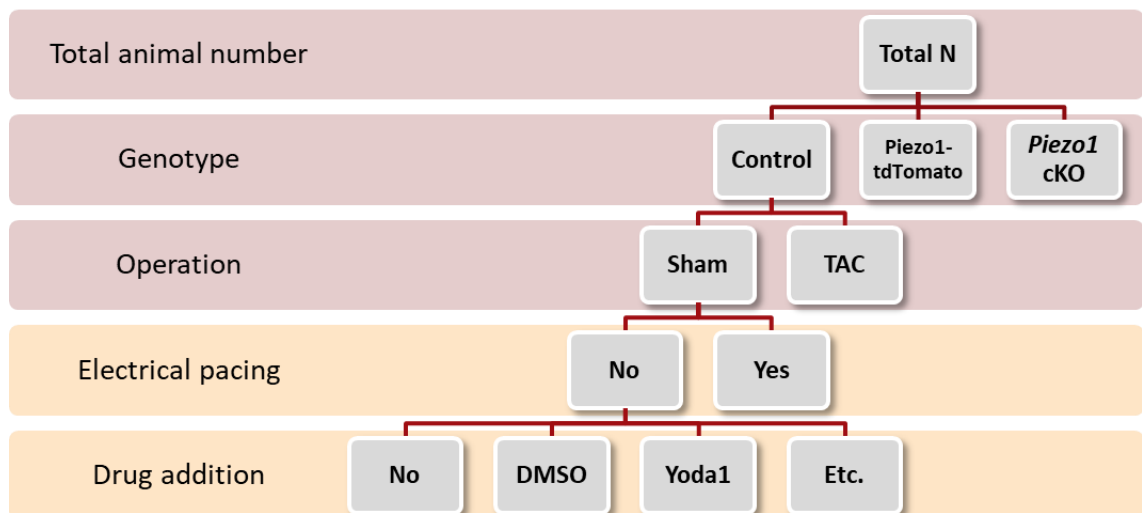 Total animal number
Total N
Genotype
Control
Piezo1-
tdTomato
Piezo1
cKO
Operation
Sham
TAC
Electrical pacing
No
Yes
Drug addition
No
DMSO
Yoda1
Etc.